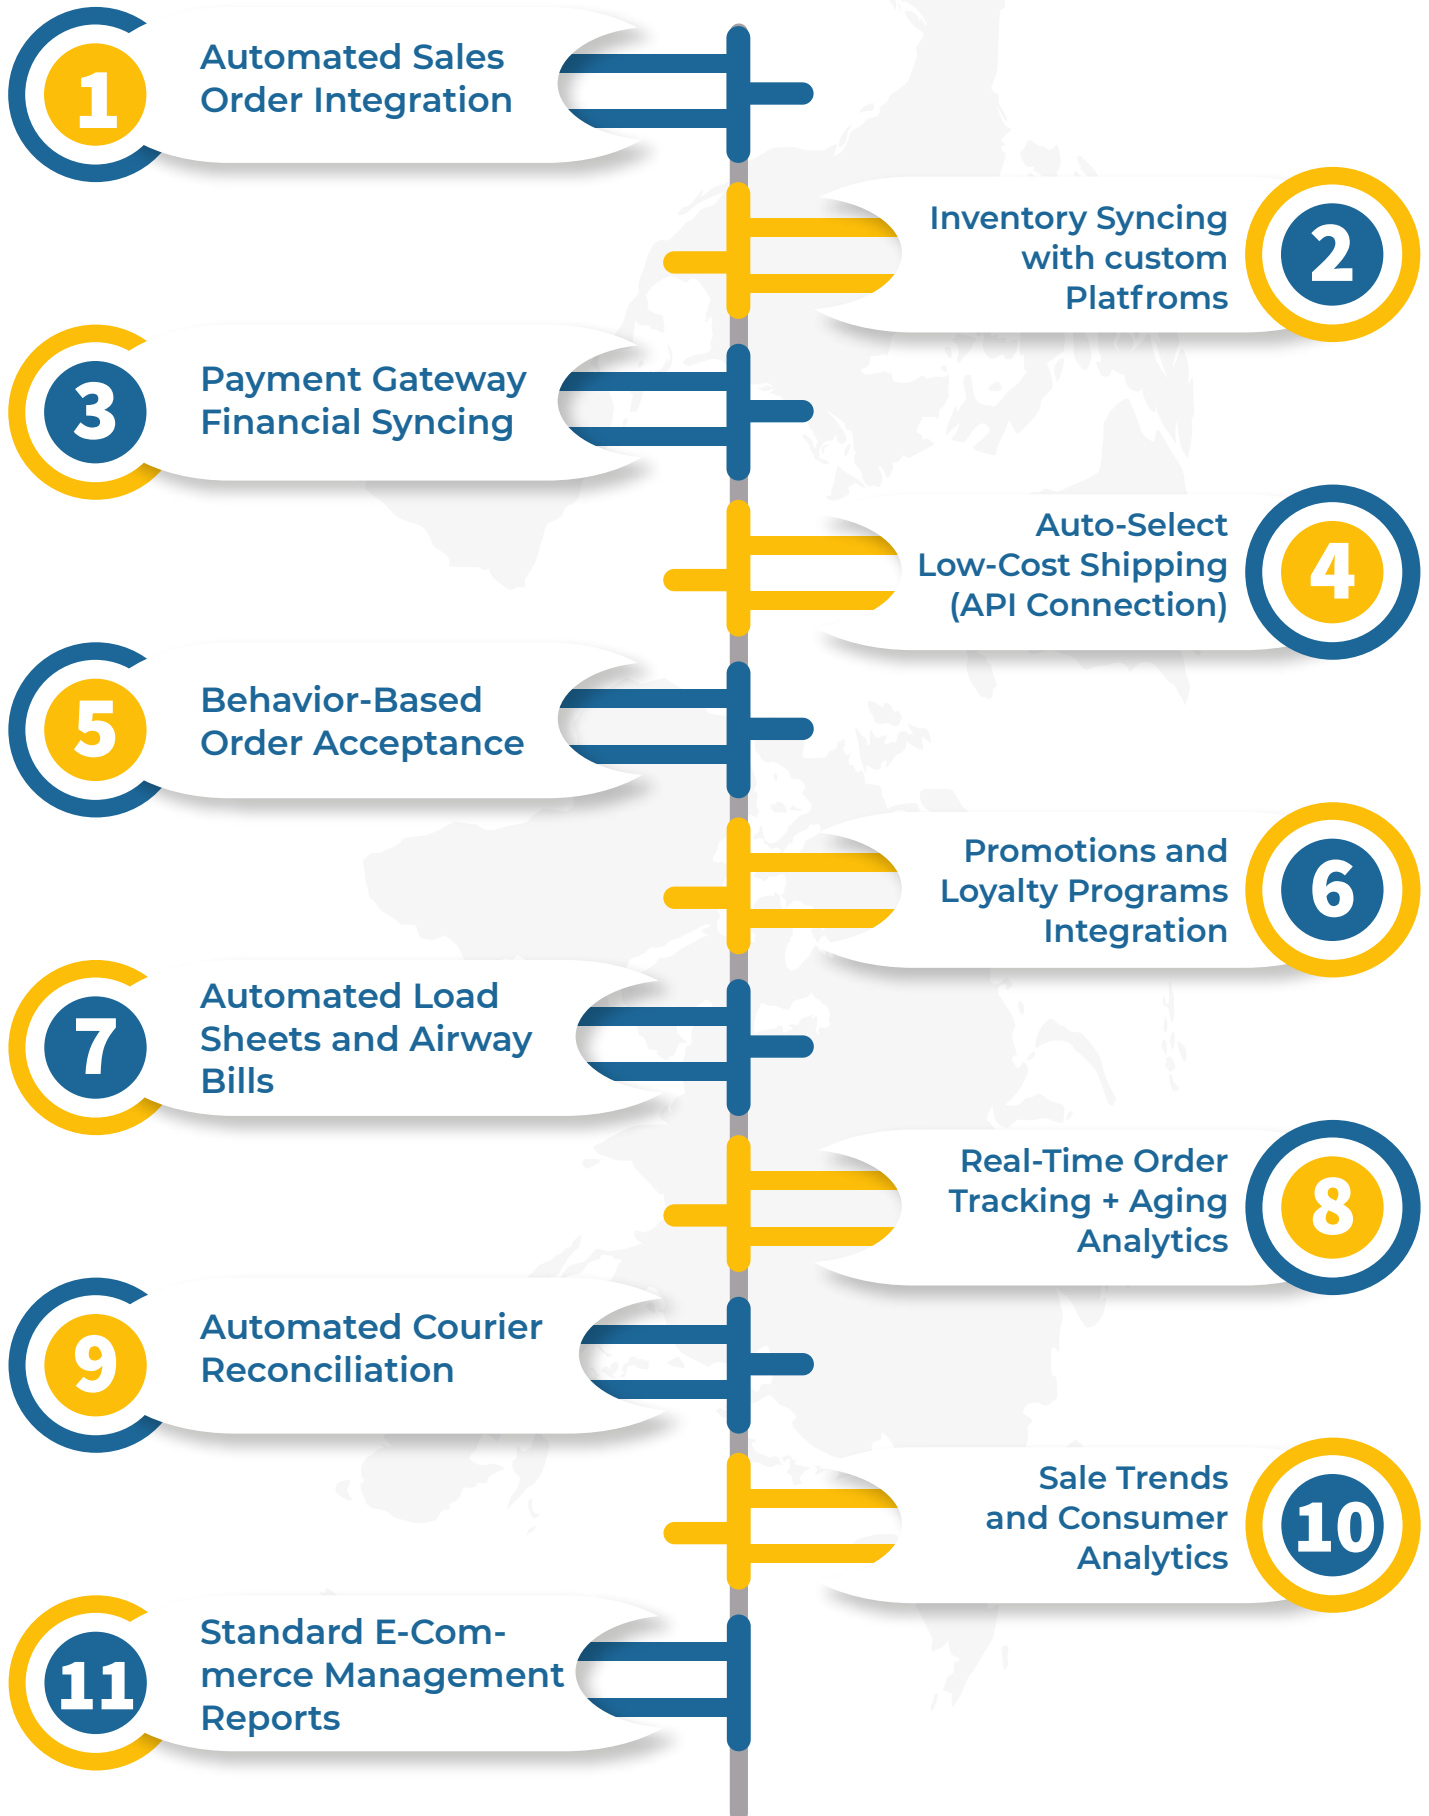 1
Automated Sales
Order Integration
2
Inventory Syncing
with custom
Platfroms
3
Payment Gateway
Financial Syncing
4
Auto-Select
Low-Cost Shipping
(API Connection)
5
Behavior-Based
Order Acceptance
6
Promotions and
Loyalty Programs
Integration
7
Automated Load
Sheets and Airway
Bills
8
Real-Time Order
Tracking + Aging
Analytics
9
Automated Courier
Reconciliation
10
Sale Trends
and Consumer
Analytics
11
Standard E-Com-
merce Management
Reports